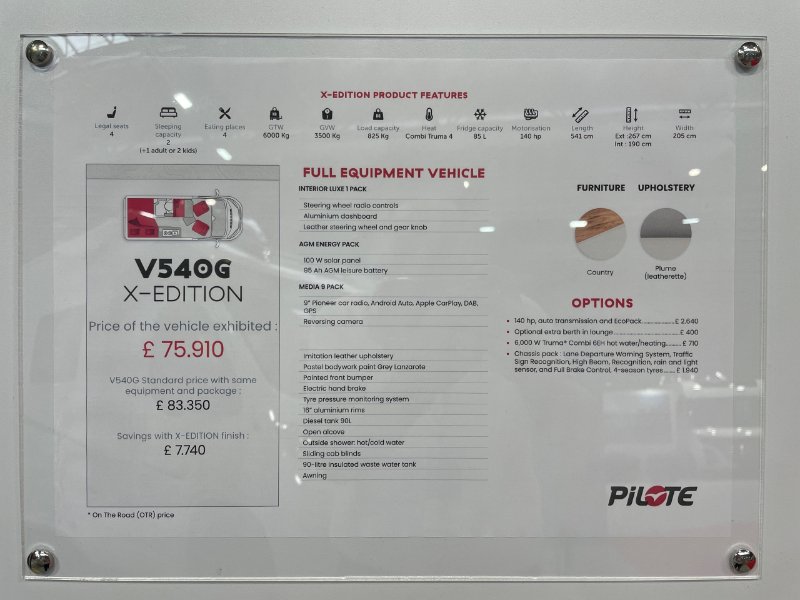 X-EDITION PRODUCT FEATURES
Legal seats
4
Sleeping capacity
2
(+1 adult or 2 kids)
Eating places
4
GTW
6000 Kg
GVW
3500 Kg
Load capacity
825 Kg
Heat
Combi Truma 4
Fridge capacity
85 L
Motorisation
140 hp
Length
541 cm
Height
Ext :267 cm
Int : 190 cm
Width
205 cm
V540G
X-EDITION
Price of the vehicle exhibited :
£ 75.910
V540G Standard price with same
equipment and package :
£ 83.350
Savings with X-EDITION finish :
£ 7.740
* On The Road (OTR) price
FULL EQUIPMENT VEHICLE
INTERIOR LUXE 1 PACK
Steering wheel radio controls
Aluminium dashboard
Leather steering wheel and gear knob
AGM ENERGY PACK
100 W solar panel
95 Ah AGM leisure battery
MEDIA 9 PACK
9" Pioneer car radio, Android Auto, Apple CarPlay, DAB,
GPS
Reversing camera
Imitation leather upholstery
Pastel bodywork paint Grey Lanzarote
Painted front bumper
Electric hand brake
Tyre pressure monitoring system
16" aluminium rims
Diesel tank 90L
Open alcove
Outside shower: hot/cold water
Sliding cab blinds
90-litre insulated waste water tank
Awning
FURNITURE
UPHOLSTERY
Country
Plume
(leatherette)
OPTIONS
• 140 hp, auto transmission and EcoPack...........£ 2,640
• Optional extra berth in lounge...........£ 400
• 6,000 W Truma® Combi 6EH hot water/heating...........£ 710
• Chassis pack : Lane Departure Warning System, Traffic
Sign Recognition, High Beam, Recognition, rain and light
sensor, and Full Brake Control, 4-season tyres......£ 1,940
PiLOTE